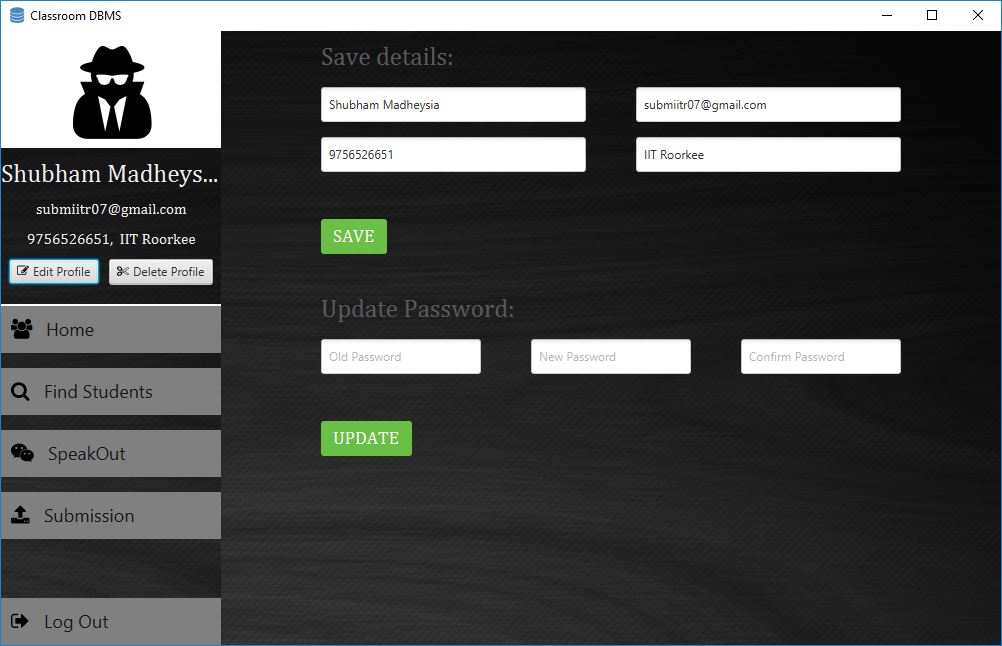 Classroom DBMS
Shubham Madheys...
submiitr07@gmail.com
9756526651, IIT Roorkee
Edit Profile Delete Profile
Home
Find Students
SpeakOut
Submission
Log Out
Save details:
Shubham Madheysia submiitr07@gmail.com
9756526651 IIT Roorkee
SAVE
Update Password:
Old Password New Password Confirm Password
UPDATE